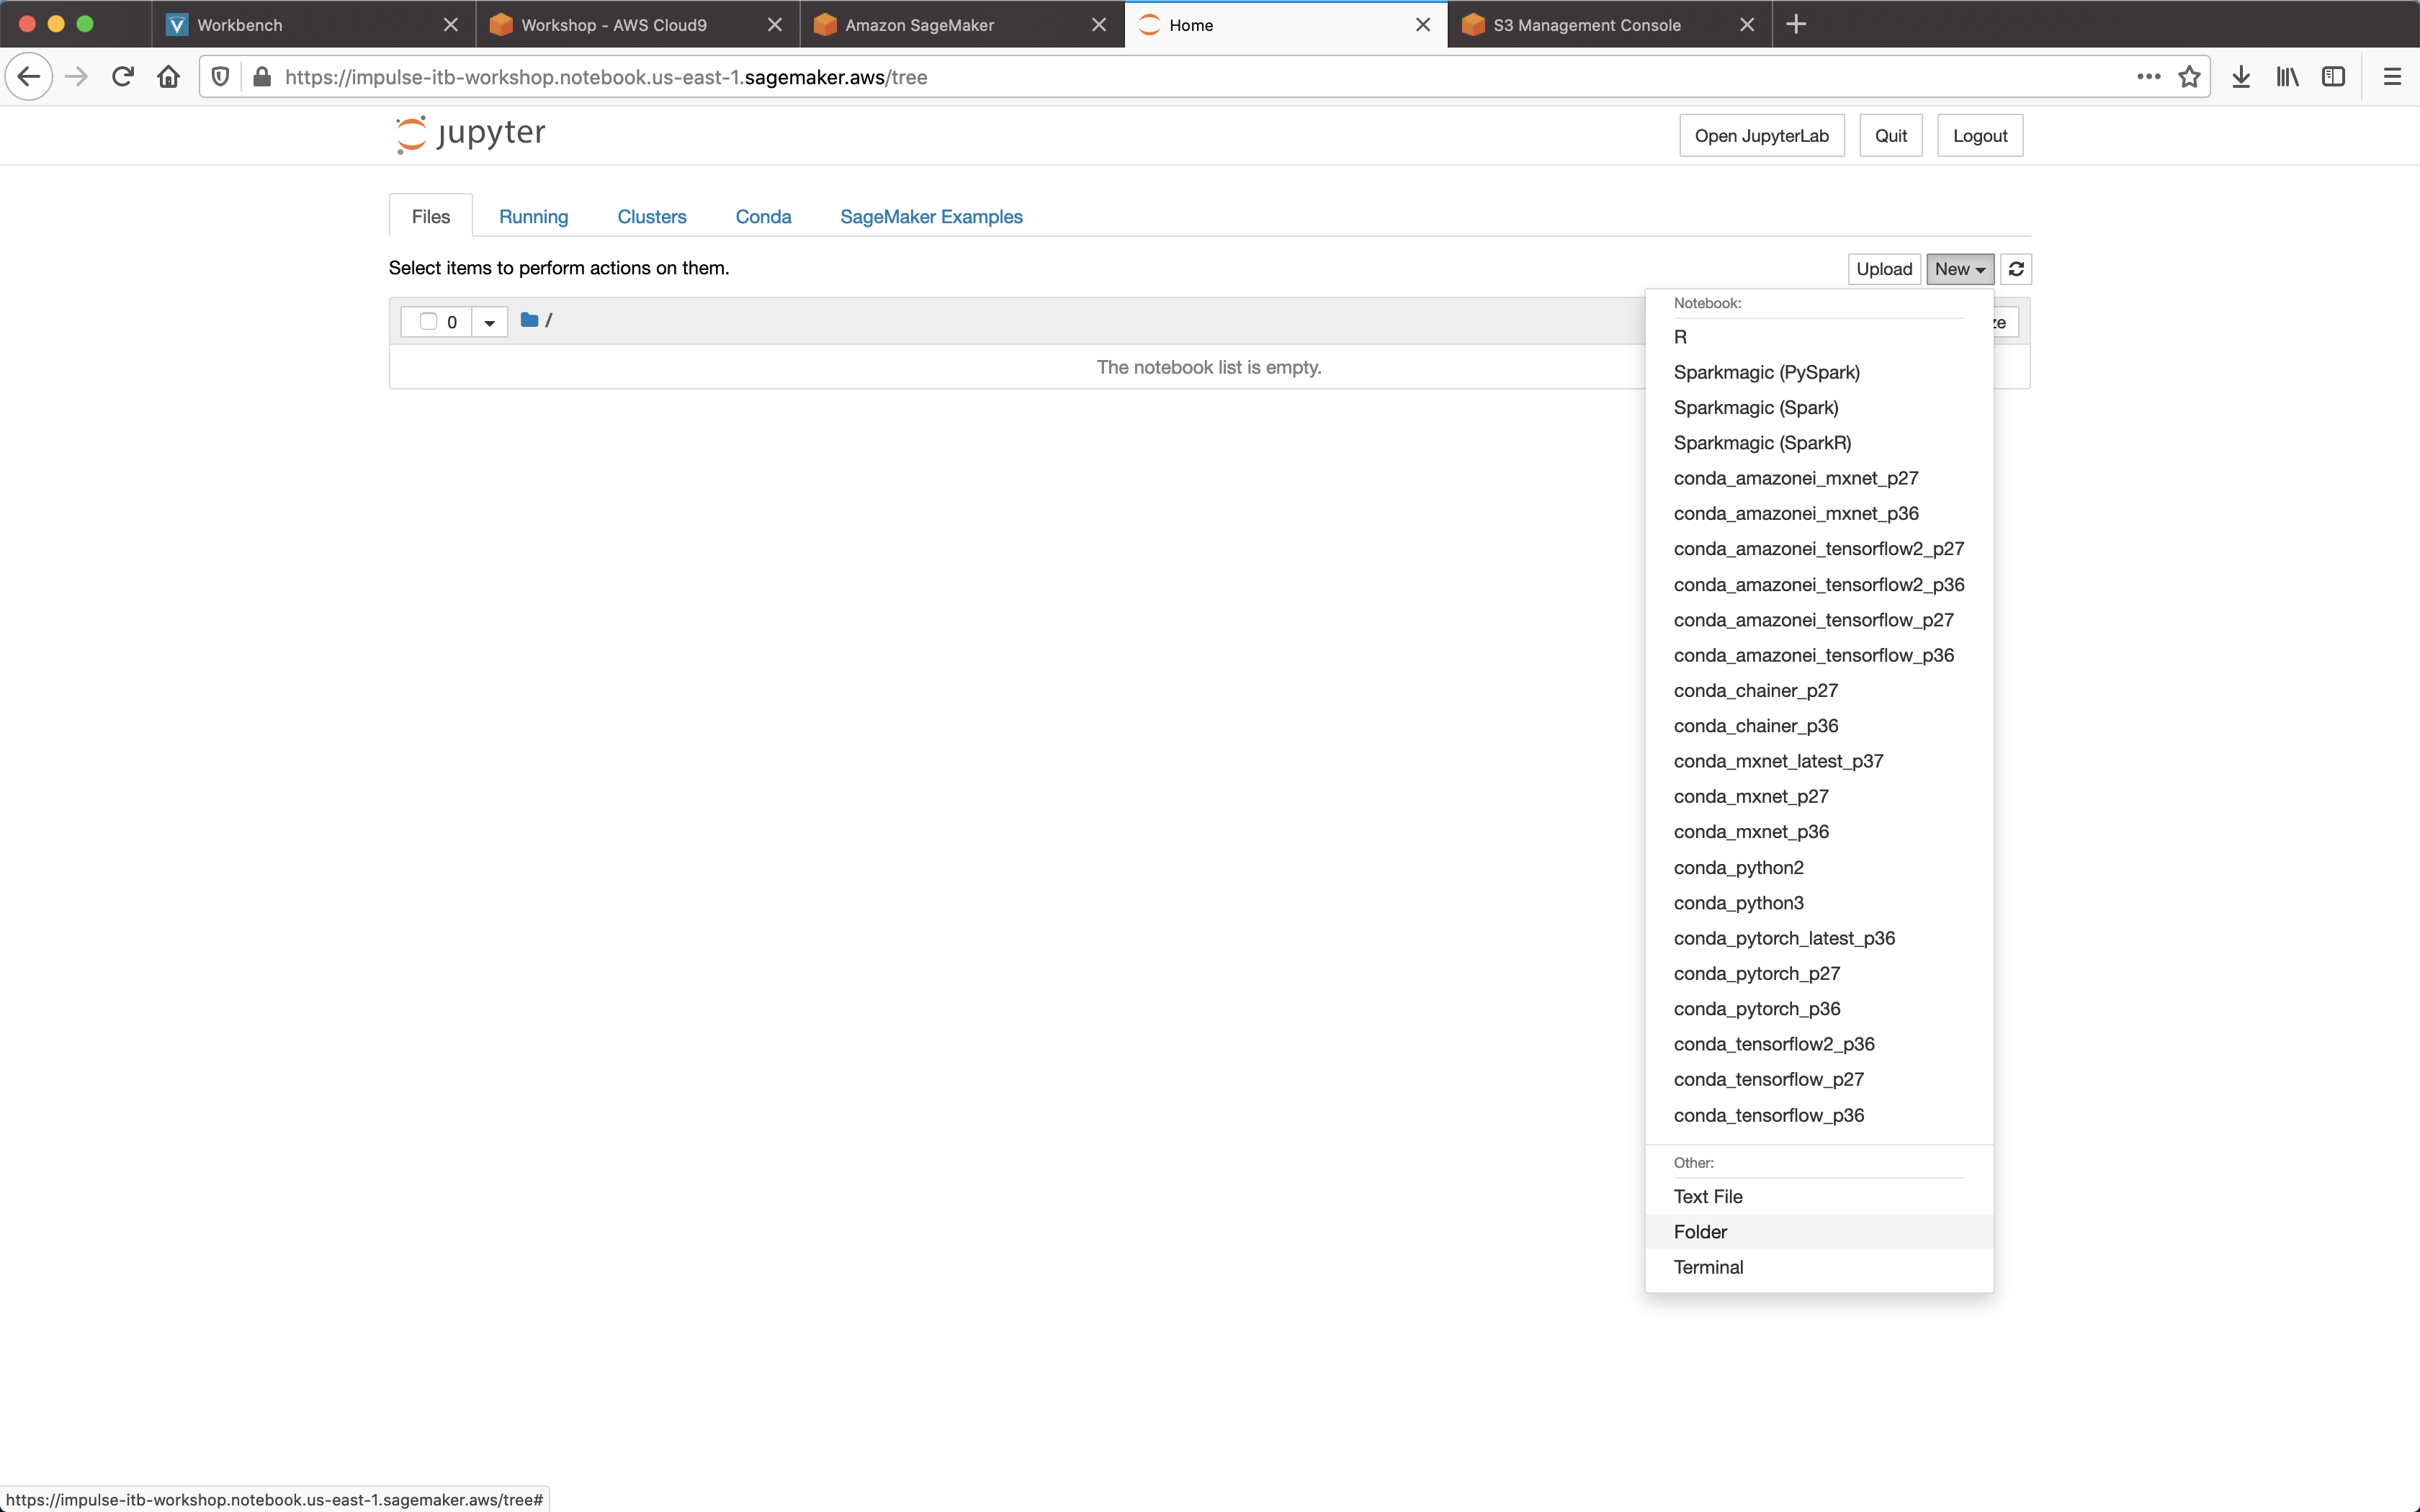 Workbench
Workshop - AWS Cloud9
Amazon SageMaker
Home
S3 Management Console
https://impulse-itb-workshop.notebook.us-east-1.sagemaker.aws/tree
jupyter
Open JupyterLab
Quit
Logout
Files
Running
Clusters
Conda
SageMaker Examples
Select items to perform actions on them.
Upload
New
0
/
ze
The notebook list is empty.
Notebook:
R
Sparkmagic (PySpark)
Sparkmagic (Spark)
Sparkmagic (SparkR)
conda_amazonei_mxnet_p27
conda_amazonei_mxnet_p36
conda_amazonei_tensorflow2_p27
conda_amazonei_tensorflow2_p36
conda_amazonei_tensorflow_p27
conda_amazonei_tensorflow_p36
conda_chainer_p27
conda_chainer_p36
conda_mxnet_latest_p37
conda_mxnet_p27
conda_mxnet_p36
conda_python2
conda_python3
conda_pytorch_latest_p36
conda_pytorch_p27
conda_pytorch_p36
conda_tensorflow2_p36
conda_tensorflow_p27
conda_tensorflow_p36
Other:
Text File
Folder
Terminal
https://impulse-itb-workshop.notebook.us-east-1.sagemaker.aws/tree#